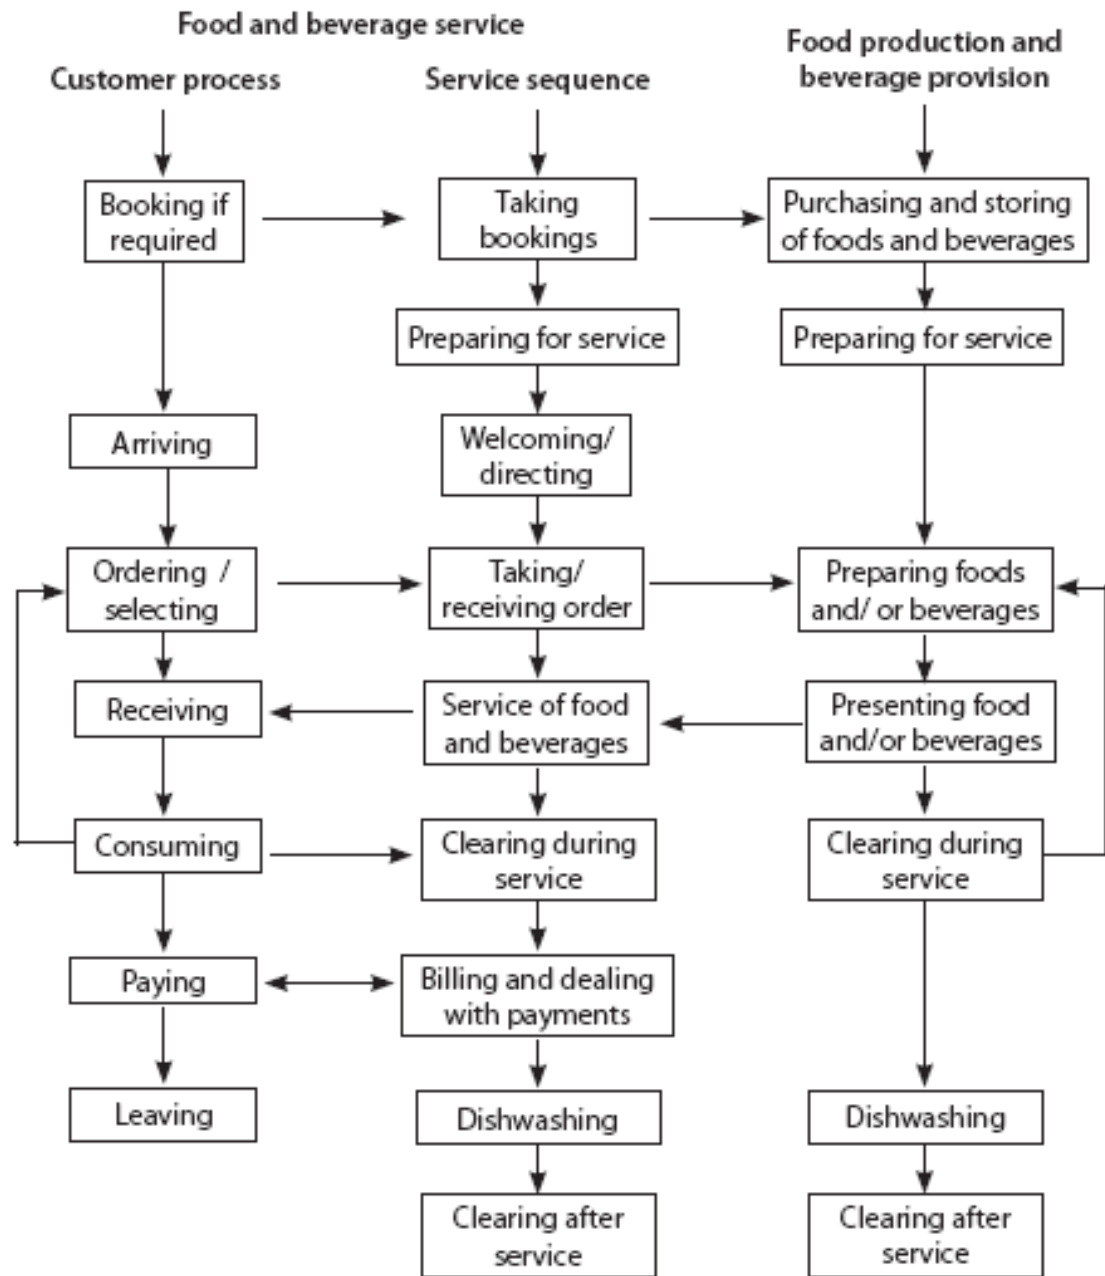 Food and beverage service
Food production and
beverage provision
Customer process
Service sequence
Booking if
required
Taking
bookings
Purchasing and storing
of foods and beverages
Preparing for service
Preparing for service
Arriving
Welcoming/
directing
Ordering /
selecting
Taking/
receiving order
Preparing foods
and/ or beverages
Receiving
Service of food
and beverages
Presenting food
and/or beverages
Consuming
Clearing during
service
Clearing during
service
Paying
Billing and dealing
with payments
Leaving
Dishwashing
Dishwashing
Clearing after
service
Clearing after
service